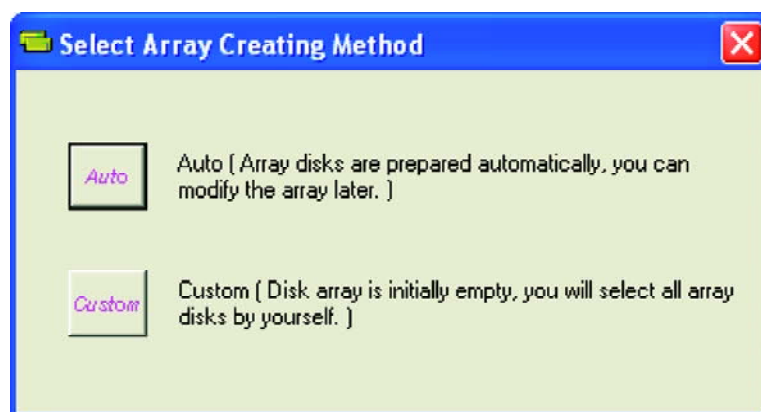 Select Array Creating Method
Auto
Auto ( Array disks are prepared automatically, you can
modify the array later. )
Custom
Custom ( Disk array is initially empty, you will select all array
disks by yourself. )